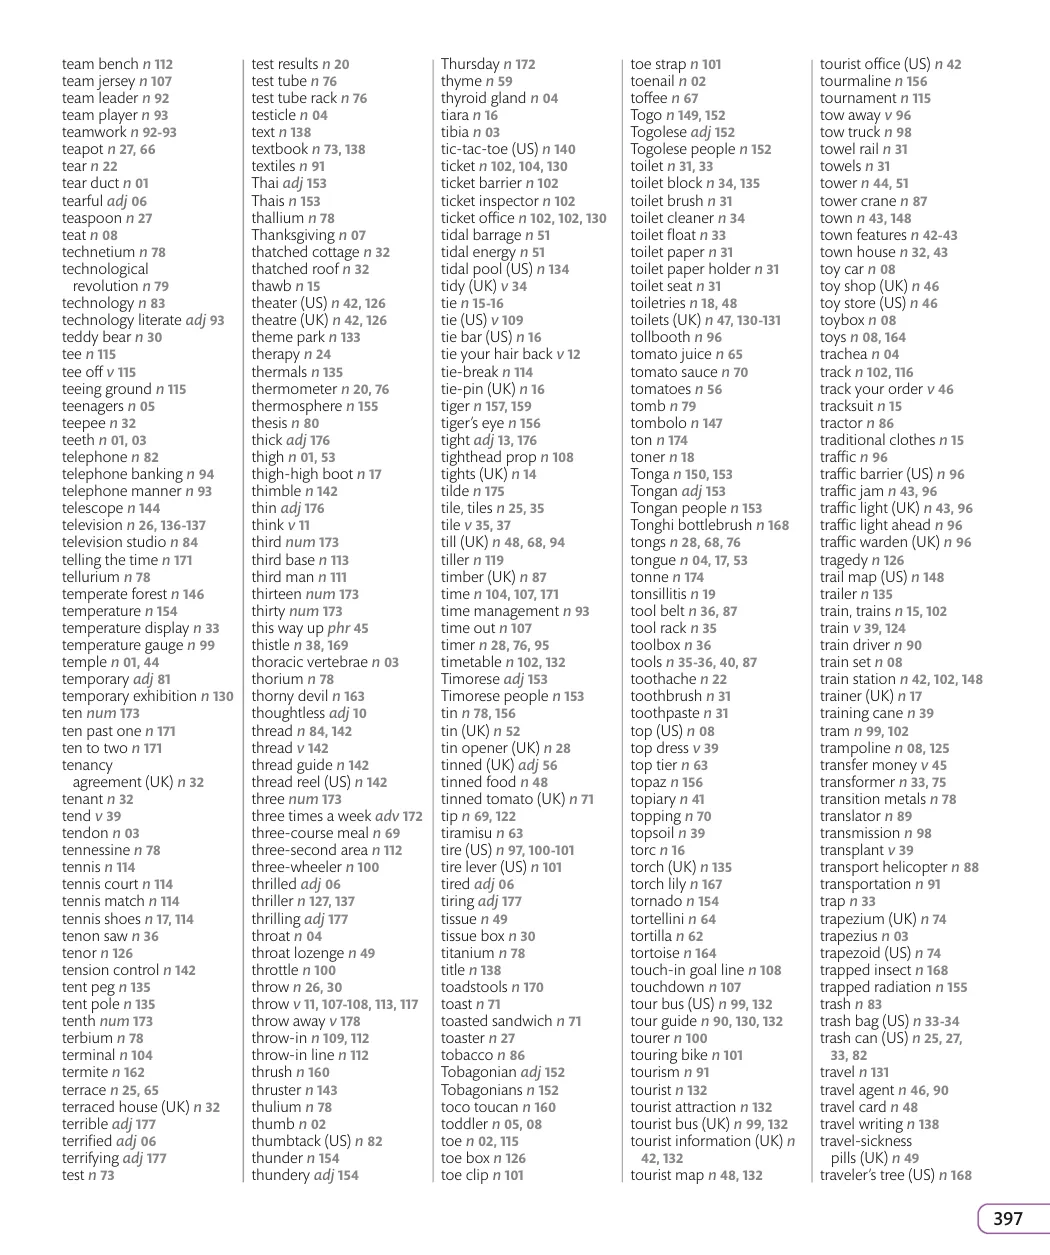 team bench n 112
team jersey n 107
team leader n 92
team player n 93
teamwork n 92-93
teapot n 27, 66
tear n 22
tear duct n 01
tearful adj 06
teaspoon n 27
teat n 08
technetium n 78
technological
revolution n 79
technology n 83
technology literate adj 93
teddy bear n 30
tee n 115
tee off v 115
teeing ground n 115
teenagers n 05
teepee n 32
teeth n 01, 03
telephone n 82
telephone banking n 94
telephone manner n 93
telescope n 144
television n 26, 136-137
television studio n 84
telling the time n 171
tellurium n 78
temperate forest n 146
temperature n 154
temperature display n 33
temperature gauge n 99
temple n 01, 44
temporary adj 81
temporary exhibition n 130
ten num 173
ten past one n 171
ten to two n 171
tenancy
agreement (UK) n 32
tenant n 32
tend v 39
tendon n 03
tennessine n 78
tennis n 114
tennis court n 114
tennis match n 114
tennis shoes n 17, 114
tenon saw n 36
tenor n 126
tension control n 142
tent peg n 135
tent pole n 135
tenth num 173
terbium n 78
terminal n 104
termite n 162
terrace n 25, 65
terraced house (UK) n 32
terrible adj 177
terrified adj 06
terrifying adj 177
test n 73
test results n 20
test tube n 76
test tube rack n 76
testicle n 04
text n 138
textbook n 73, 138
textiles n 91
Thai adj 153
Thais n 153
thallium n 78
Thanksgiving n 07
thatched cottage n 32
thatched roof n 32
thawb n 15
theater (US) n 42, 126
theatre (UK) n 42, 126
theme park n 133
therapy n 24
thermals n 135
thermometer n 20, 76
thermosphere n 155
thesis n 80
thick adj 176
thigh n 01, 53
thigh-high boot n 17
thimble n 142
thin adj 176
think v 11
third num 173
third base n 113
third man n 111
thirteen num 173
thirty num 173
this way up phr 45
thistle n 38, 169
thoracic vertebrae n 03
thorium n 78
thorny devil n 163
thoughtless adj 10
thread n 84, 142
thread v 142
thread guide n 142
thread reel (US) n 142
three num 173
three times a week adv 172
three-course meal n 69
three-second area n 112
three-wheeler n 100
thrilled adj 06
thriller n 127, 137
thrilling adj 177
throat n 04
throat lozenge n 49
throttle n 100
throw n 26, 30
throw v 11, 107-108, 113, 117
throw away v 178
throw-in n 109, 112
throw-in line n 112
thrush n 160
thruster n 143
thulium n 78
thumb n 02
thumbtack (US) n 82
thunder n 154
thundery adj 154
Thursday n 172
thyme n 59
thyroid gland n 04
tiara n 16
tibia n 03
tic-tac-toe (US) n 140
ticket n 102, 104, 130
ticket barrier n 102
ticket inspector n 102
ticket office n 102, 102, 130
tidal barrage n 51
tidal energy n 51
tidal pool (US) n 134
tidy (UK) v 34
tie n 15-16
tie (US) v 109
tie bar (US) n 16
tie your hair back v 12
tie-break n 114
tie-pin (UK) n 16
tiger n 157, 159
tiger's eye n 156
tight adj 13, 176
tighthead prop n 108
tights (UK) n 14
tilde n 175
tile, tiles n 25, 35
tile v 35, 37
till (UK) n 48, 68, 94
tiller n 119
timber (UK) n 87
time n 104, 107, 171
time management n 93
time out n 107
timer n 28, 76, 95
timetable n 102, 132
Timorese adj 153
Timorese people n 153
tin n 78, 156
tin (UK) n 52
tin opener (UK) n 28
tinned (UK) adj 56
tinned food n 48
tinned tomato (UK) n 71
tip n 69, 122
tiramisu n 63
tire (US) n 97, 100-101
tire lever (US) n 101
tired adj 06
tiring adj 177
tissue n 49
tissue box n 30
titanium n 78
title n 138
toadstools n 170
toast n 71
toasted sandwich n 71
toaster n 27
tobacco n 86
Tobagonian adj 152
Tobagonians n 152
toco toucan n 160
toddler n 05, 08
toe n 02, 115
toe box n 126
toe clip n 101
toe strap n 101
toenail n 02
toffee n 67
Togo n 149, 152
Togolese adj 152
Togolese people n 152
toilet n 31, 33
toilet block n 34, 135
toilet brush n 31
toilet cleaner n 34
toilet float n 33
toilet paper n 31
toilet paper holder n 31
toilet seat n 31
toiletries n 18, 48
toilets (UK) n 47, 130-131
tollbooth n 96
tomato juice n 65
tomato sauce n 70
tomatoes n 56
tomb n 79
tombolo n 147
ton n 174
toner n 18
Tonga n 150, 153
Tongan adj 153
Tongan people n 153
Tonghi bottlebrush n 168
tongs n 28, 68, 76
tongue n 04, 17, 53
tonne n 174
tonsillitis n 19
tool belt n 36, 87
tool rack n 35
toolbox n 36
tools n 35-36, 40, 87
toothache n 22
toothbrush n 31
toothpaste n 31
top (US) n 08
top dress v 39
top tier n 63
topaz n 156
topiary n 41
topping n 70
topsoil n 39
torc n 16
torch (UK) n 135
torch lily n 167
tornado n 154
tortellini n 64
tortilla n 62
tortoise n 164
touch-in goal line n 108
touchdown n 107
tour bus (US) n 99, 132
tour guide n 90, 130, 132
tourer n 100
touring bike n 101
tourism n 91
tourist n 132
tourist attraction n 132
tourist bus (UK) n 99, 132
tourist information (UK) n
42, 132
tourist map n 48, 132
tourist office (US) n 42
tourmaline n 156
tournament n 115
tow away v 96
tow truck n 98
towel rail n 31
towels n 31
tower n 44, 51
tower crane n 87
town n 43, 148
town features n 42-43
town house n 32, 43
toy car n 08
toy shop (UK) n 46
toy store (US) n 46
toybox n 08
toys n 08, 164
trachea n 04
track n 102, 116
track your order v 46
tracksuit n 15
tractor n 86
traditional clothes n 15
traffic n 96
traffic barrier (US) n 96
traffic jam n 43, 96
traffic light (UK) n 43, 96
traffic light ahead n 96
traffic warden (UK) n 96
tragedy n 126
trail map (US) n 148
trailer n 135
train, trains n 15, 102
train v 39, 124
train driver n 90
train set n 08
train station n 42, 102, 148
trainer (UK) n 17
training cane n 39
tram n 99, 102
trampoline n 08, 125
transfer money v 45
transformer n 33, 75
transition metals n 78
translator n 89
transmission n 98
transplant v 39
transport helicopter n 88
transportation n 91
trap n 33
trapezium (UK) n 74
trapezius n 03
trapezoid (US) n 74
trapped insect n 168
trapped radiation n 155
trash n 83
trash bag (US) n 33-34
trash can (US) n 25, 27,
33, 82
travel n 131
travel agent n 46, 90
travel card n 48
travel writing n 138
travel-sickness
pills (UK) n 49
traveler's tree (US) n 168
397